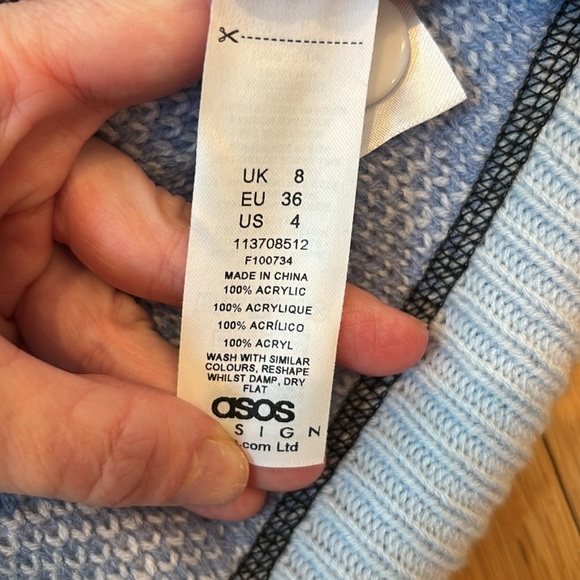 UK 8
EU 36
US 4
113708512
F100734
MADE IN CHINA
100% ACRYLIC
100% ACRYLIQUE
100% ACRÍLICO
100% ACRYL
WASH WITH SIMILAR
COLOURS, RESHAPE
WHILST DAMP, DRY
FLAT
asos
SIGN
.com Ltd